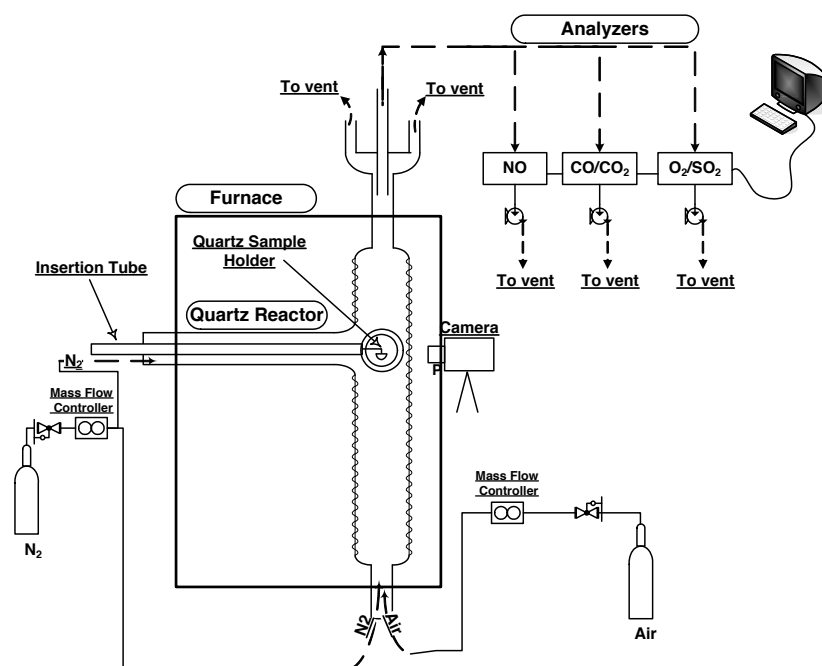 Analyzers
To vent
To vent
NO
CO/CO₂
O₂/SO₂
Furnace
Quartz Sample
Holder
Insertion Tube
To vent
To vent
To vent
Quartz Reactor
Camera
P
N₂
Mass Flow
Controller
Mass Flow
Controller
N₂
N2
Air
Air